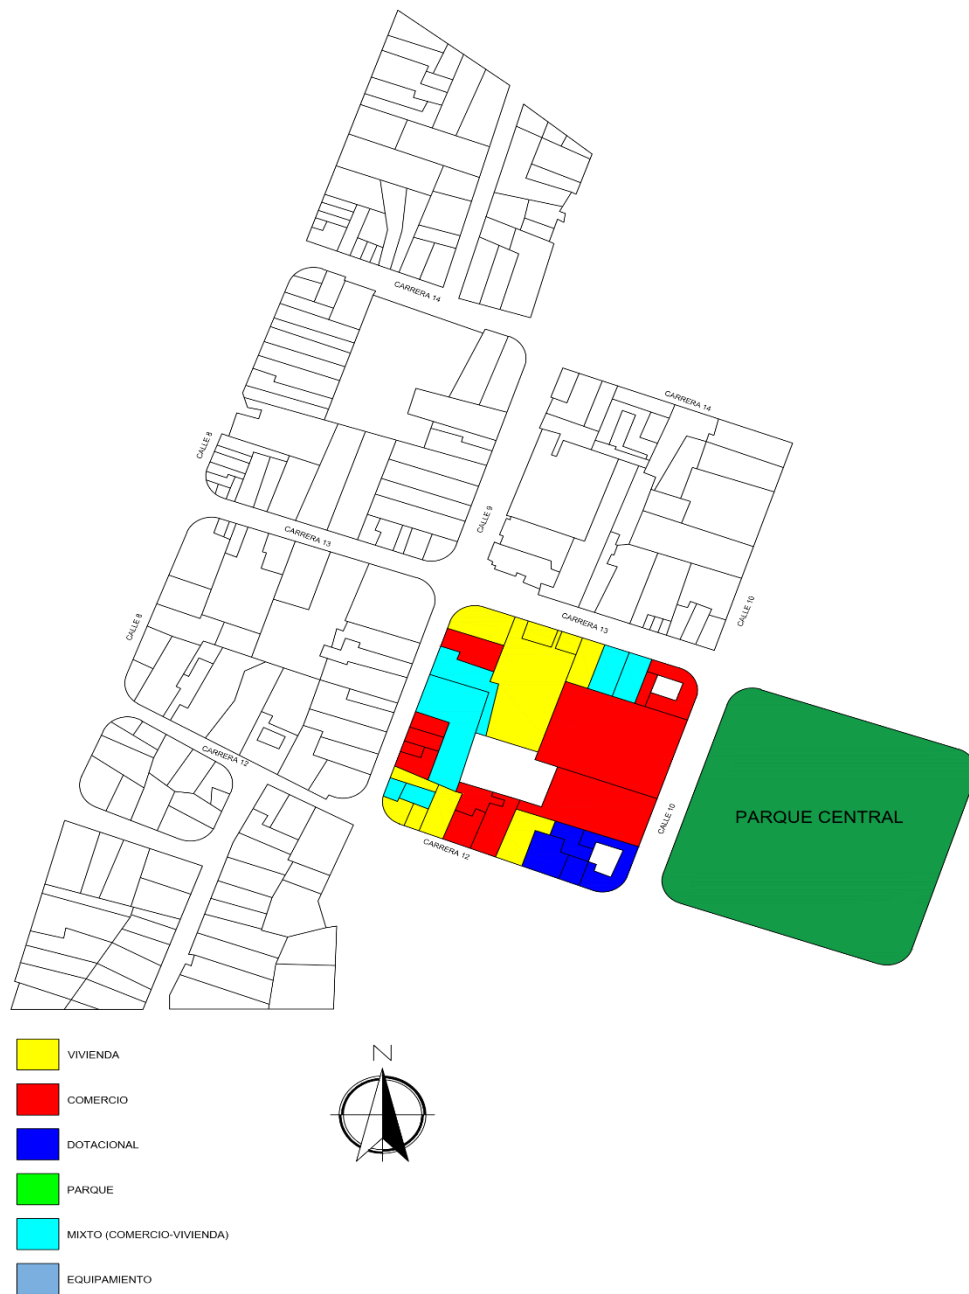 CARRERA 14
CARRERA 14
CALLE 8
CALLE 9
CARRERA 13
CALLE 10
CARRERA 13
CALLE 8
CARRERA 12
PARQUE CENTRAL
CALLE 10
CARRERA 12
VIVIENDA
COMERCIO
DOTACIONAL
PARQUE
MIXTO (COMERCIO-VIVIENDA)
EQUIPAMIENTO
N